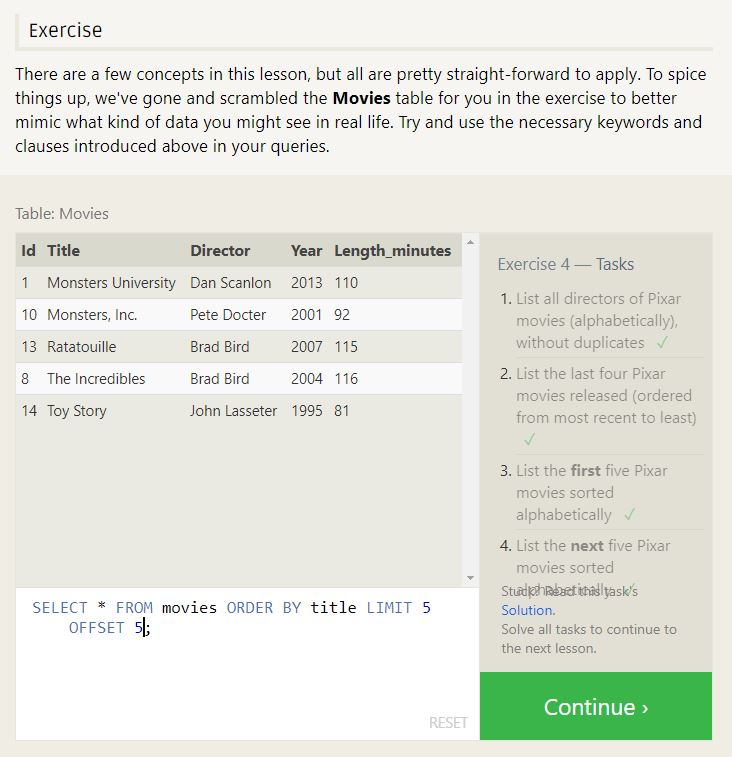 Exercise
There are a few concepts in this lesson, but all are pretty straight-forward to apply. To spice
things up, we've gone and scrambled the Movies table for you in the exercise to better
mimic what kind of data you might see in real life. Try and use the necessary keywords and
clauses introduced above in your queries.
Table: Movies
Id Title Director Year Length_minutes
1 Monsters University Dan Scanlon 2013 110
10 Monsters, Inc. Pete Docter 2001 92
13 Ratatouille Brad Bird 2007 115
8 The Incredibles Brad Bird 2004 116
14 Toy Story John Lasseter 1995 81
SELECT * FROM movies ORDER BY title LIMIT 5
OFFSET 5;
RESET
Exercise 4 — Tasks
1. List all directors of Pixar
movies (alphabetically),
without duplicates ✓
2. List the last four Pixar
movies released (ordered
from most recent to least)
✓
3. List the first five Pixar
movies sorted
alphabetically ✓
4. List the next five Pixar
movies sorted
alphabetically ✓
Stuck? Read this task's
Solution.
Solve all tasks to continue to
the next lesson.
Continue ›